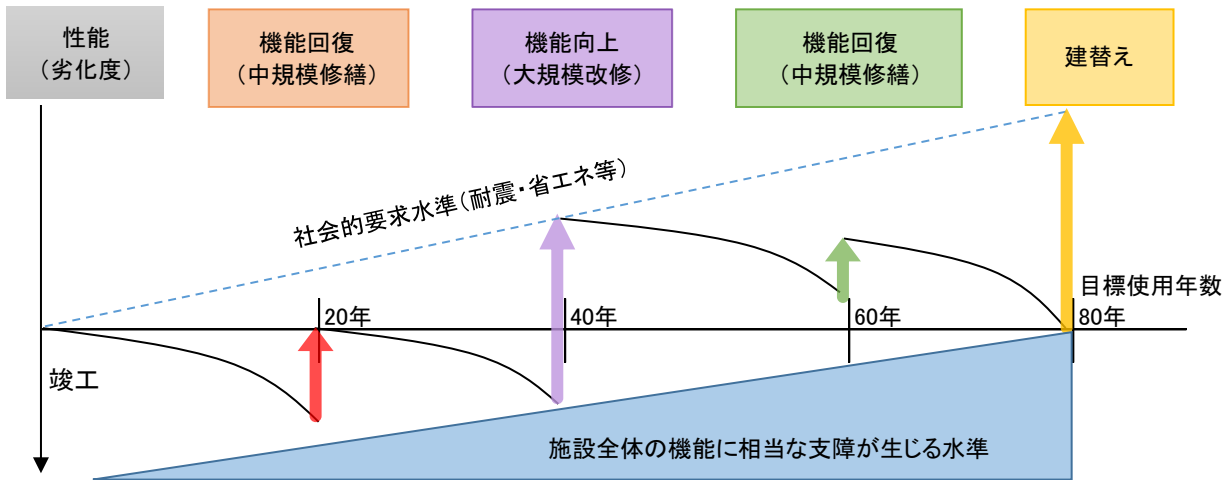 性能
（劣化度）
機能回復
（中規模修繕）
機能向上
（大規模改修）
機能回復
（中規模修繕）
建替え
社会的要求水準（耐震・省エネ等）
目標使用年数
20年
40年
60年
80年
竣工
施設全体の機能に相当な支障が生じる水準